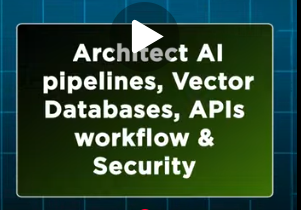 Architect AI
pipelines, Vector
Databases, APIs
workflow &
Security